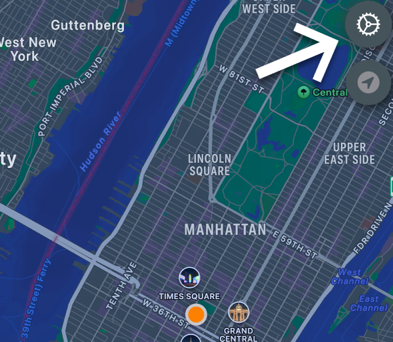 WEST SIDE
Guttenberg
West New
York
M (Midtown
PORT-IMPERIAL-BLVD
W 81ST-ST
Central
Hudson River
LINCOLN
SQUARE
UPPER
EAST SIDE
MANHATTAN
E 59TH-ST
FDR-DRIVE
TENTH AVE
TIMES SQUARE
W 36TH-ST
GRAND
CENTRAL
West
Channel
East
Channel
39th Street) Ferry